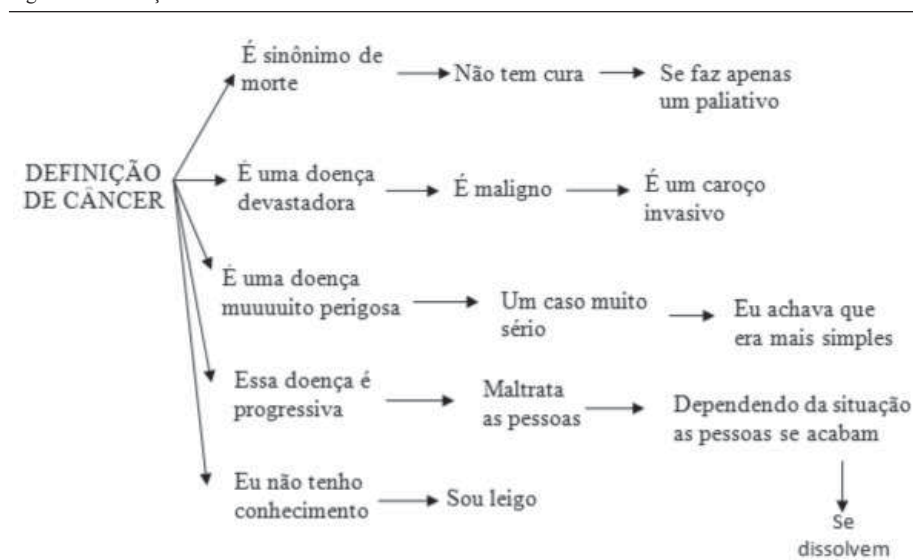 É sinônimo de
morte
Não tem cura
Se faz apenas
um paliativo
DEFINIÇÃO
DE CÂNCER
É uma doença
devastadora
É maligno
É um caroço
invasivo
É uma doença
muuuuito perigosa
Um caso muito
sério
Eu achava que
era mais simples
Essa doença é
progressiva
Maltrata
as pessoas
Dependendo da situação
as pessoas se acabam
Eu não tenho
conhecimento
Sou leigo
Se
dissolvem